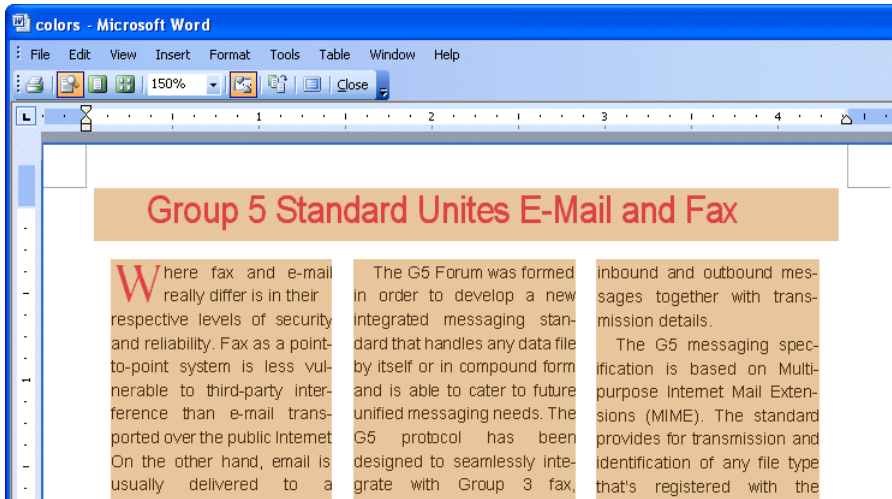 colors - Microsoft Word
File Edit View Insert Format Tools Table Window Help
150% Close
1 2 3 4
Group 5 Standard Unites E-Mail and Fax
Where fax and e-mail
really differ is in their
respective levels of security
and reliability. Fax as a point-
to-point system is less vul-
nerable to third-party inter-
ference than e-mail trans-
ported over the public Internet
On the other hand, email is
usually delivered to a
The G5 Forum was formed
in order to develop a new
integrated messaging stan-
dard that handles any data file
by itself or in compound form
and is able to cater to future
unified messaging needs. The
G5 protocol has been
designed to seamlessly inte-
grate with Group 3 fax,
inbound and outbound mes-
sages together with trans-
mission details.
The G5 messaging spec-
ification is based on Multi-
purpose Internet Mail Exten-
sions (MIME). The standard
provides for transmission and
identification of any file type
that's registered with the
1